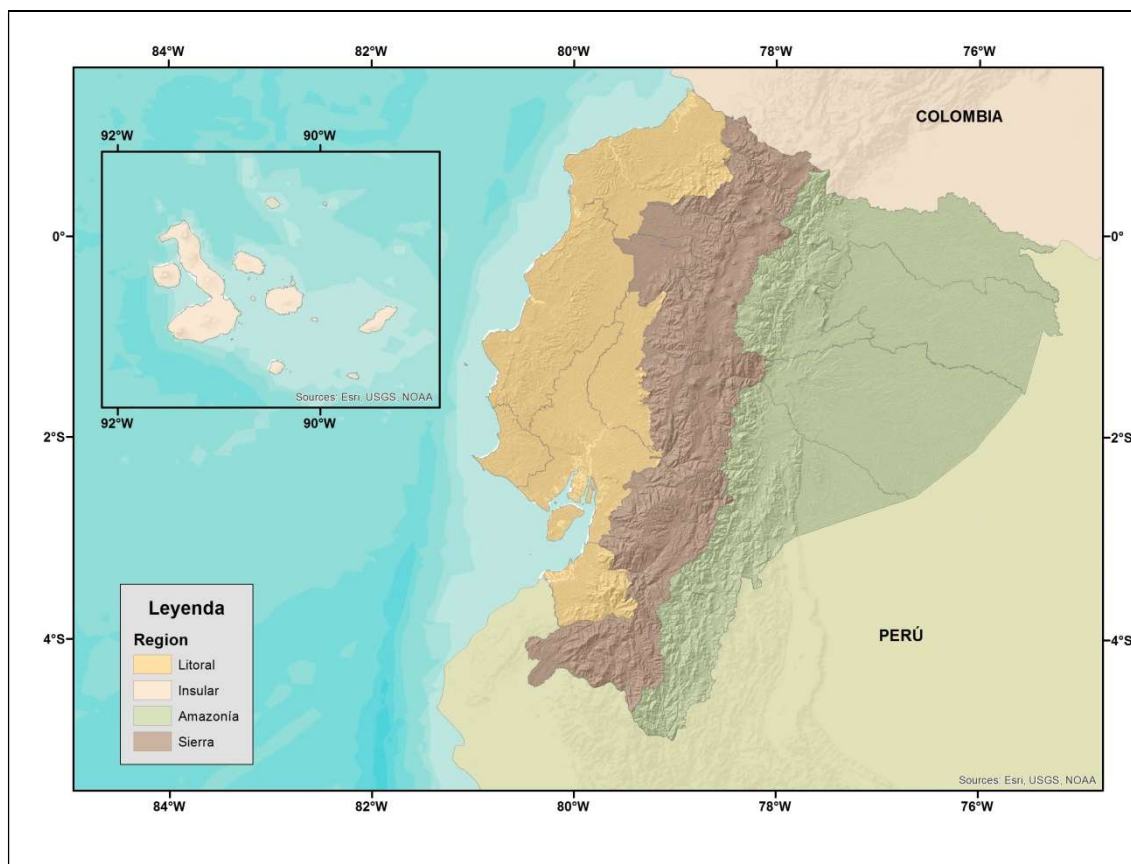 84°W 82°W 80°W 78°W 76°W
COLOMBIA
92°W 90°W
0° 0°
Sources: Esri, USGS, NOAA
92°W 90°W
2°S 2°S
Leyenda
Region
Litoral
Insular
Amazonía
Sierra
4°S 4°S
PERÚ
Sources: Esri, USGS, NOAA
84°W 82°W 80°W 78°W 76°W